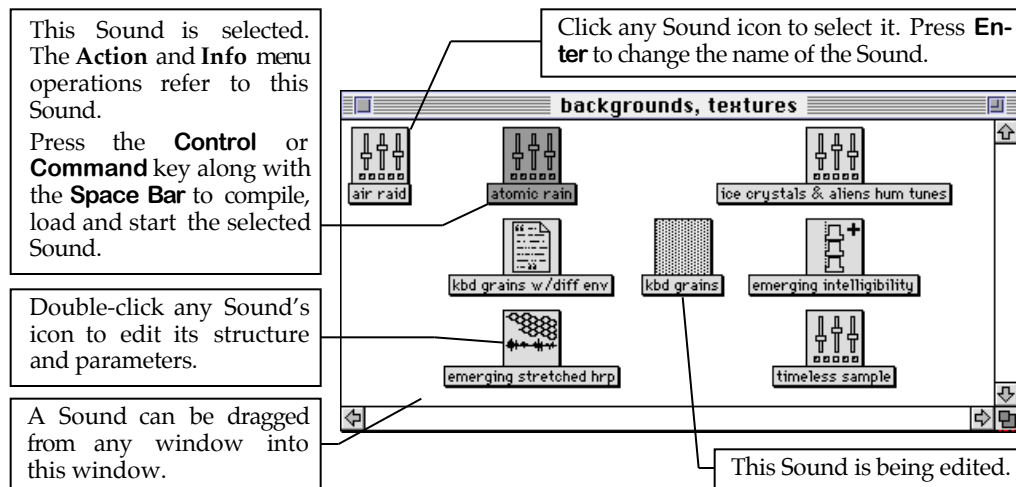 This Sound is selected.
The Action and Info menu
operations refer to this
Sound.
Press the Control or
Command key along with
the Space Bar to compile,
load and start the selected
Sound.
Click any Sound icon to select it. Press En-
ter to change the name of the Sound.
backgrounds, textures
air raid
atomic rain
ice crystals & aliens hum tunes
kbd grains w/diff env
kbd grains
emerging intelligibility
emerging stretched hrp
timeless sample
Double-click any Sound's
icon to edit its structure
and parameters.
A Sound can be dragged
from any window into
this window.
This Sound is being edited.